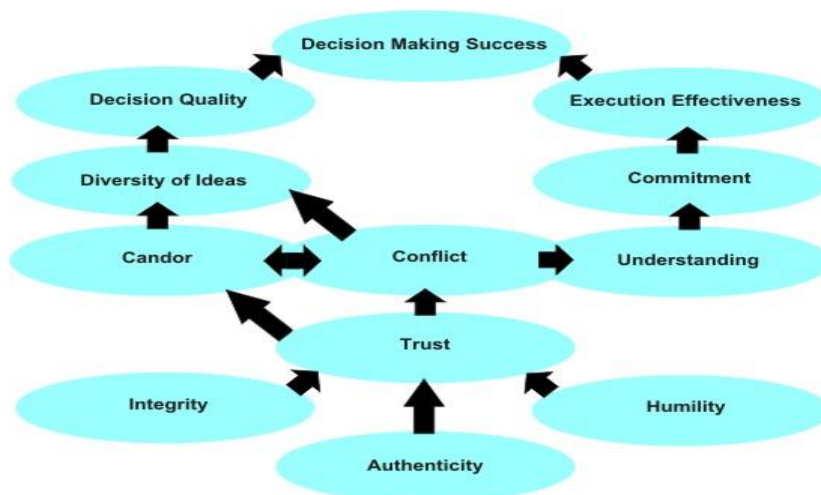 Decision Making Success
Decision Quality
Execution Effectiveness
Diversity of Ideas
Commitment
Candor
Conflict
Understanding
Trust
Integrity
Humility
Authenticity